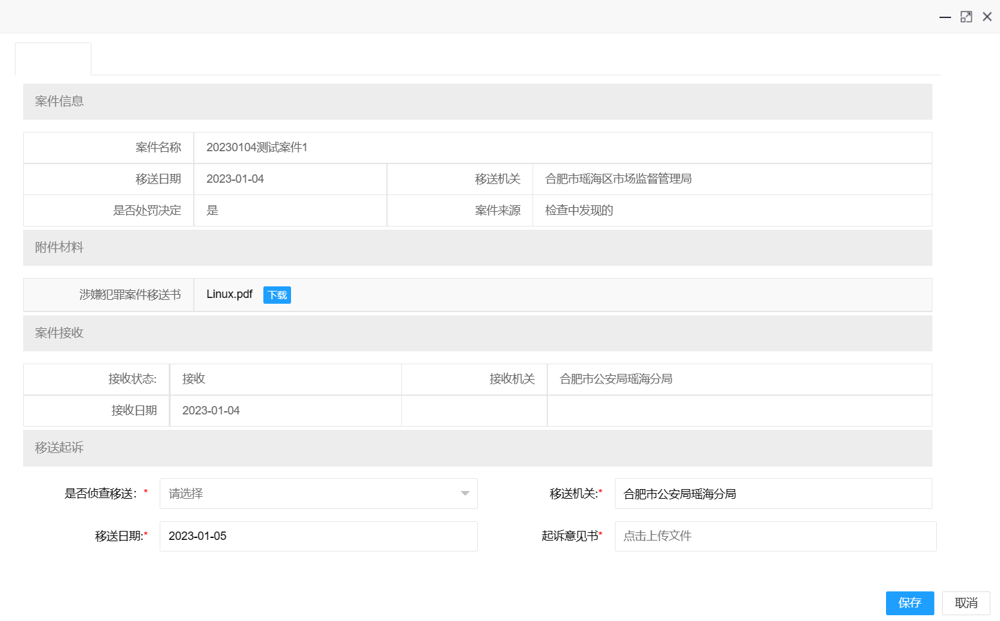 案件信息
案件名称 20230104测试案件1
移送日期 2023-01-04 移送机关 合肥市瑶海区市场监督管理局
是否处罚决定 是 案件来源 检查中发现的
附件材料
涉嫌犯罪案件移送书 Linux.pdf 下载
案件接收
接收状态: 接收 接收机关 合肥市公安局瑶海分局
接收日期 2023-01-04
移送起诉
是否侦查移送：* 请选择 移送机关:* 合肥市公安局瑶海分局
移送日期:* 2023-01-05 起诉意见书* 点击上传文件
保存 取消